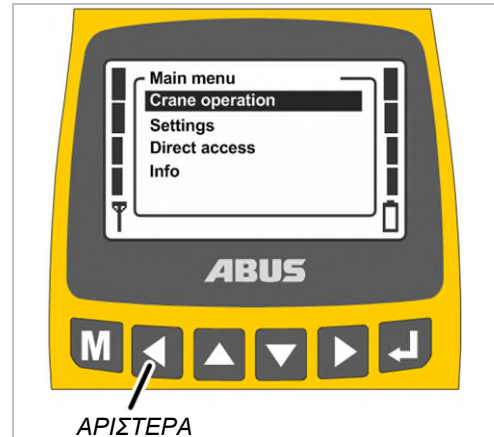 Main menu
Crane operation
Settings
Direct access
Info
ABUS
M
ΑΡΙΣΤΕΡΑ